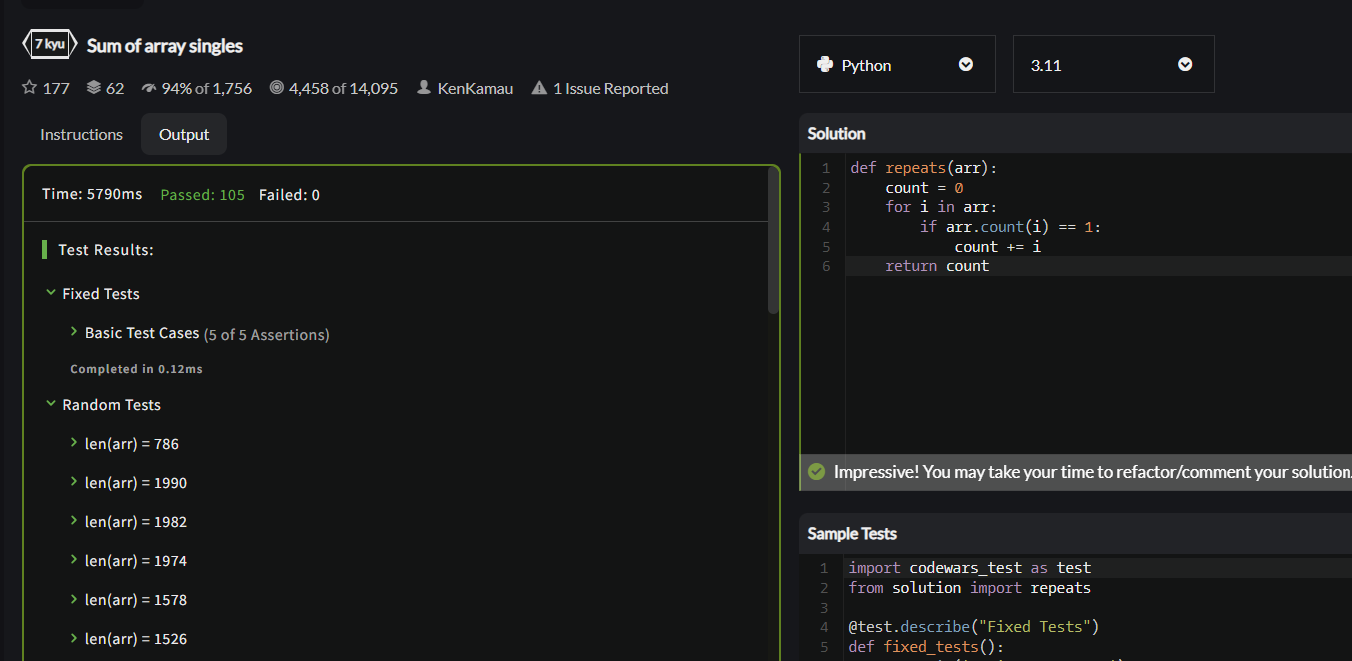 7 kyu Sum of array singles
177 62 94% of 1,756 4,458 of 14,095 KenKamau 1 Issue Reported
Instructions Output
Time: 5790ms Passed: 105 Failed: 0
Test Results:
Fixed Tests
Basic Test Cases (5 of 5 Assertions)
Completed in 0.12ms
Random Tests
len(arr) = 786
len(arr) = 1990
len(arr) = 1982
len(arr) = 1974
len(arr) = 1578
len(arr) = 1526
Python 3.11
Solution
1 def repeats(arr):
2     count = 0
3     for i in arr:
4         if arr.count(i) == 1:
5             count += i
6     return count
Impressive! You may take your time to refactor/comment your solution.
Sample Tests
1 import codewars_test as test
2 from solution import repeats
3
4 @test.describe("Fixed Tests")
5 def fixed_tests():